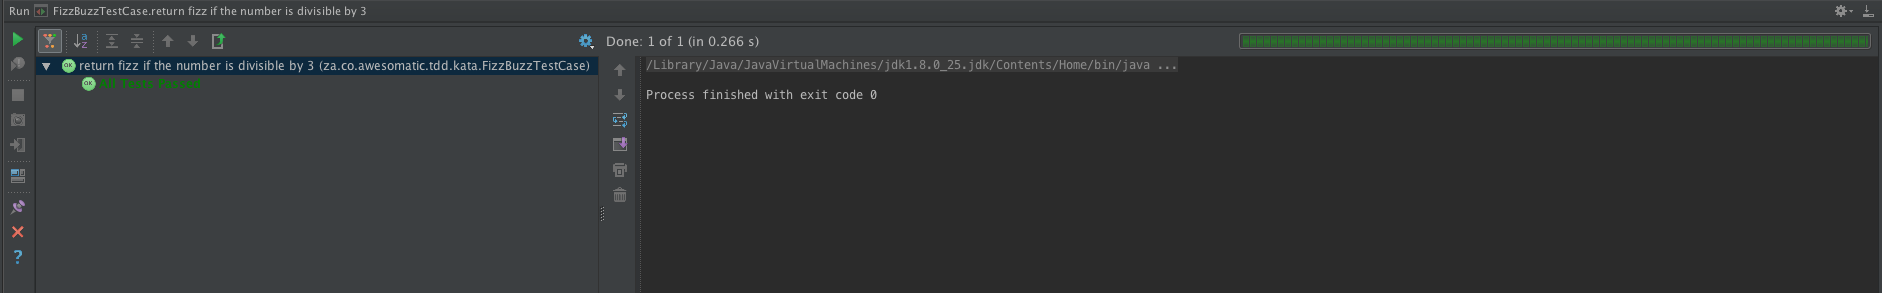 Run FizzBuzzTestCase.return fizz if the number is divisible by 3
Done: 1 of 1 (in 0.266 s)
OK return fizz if the number is divisible by 3 (za.co.awesomatic.tdd.kata.FizzBuzzTestCase)
OK All Tests Passed
/Library/Java/JavaVirtualMachines/jdk1.8.0_25.jdk/Contents/Home/bin/java ...
Process finished with exit code 0